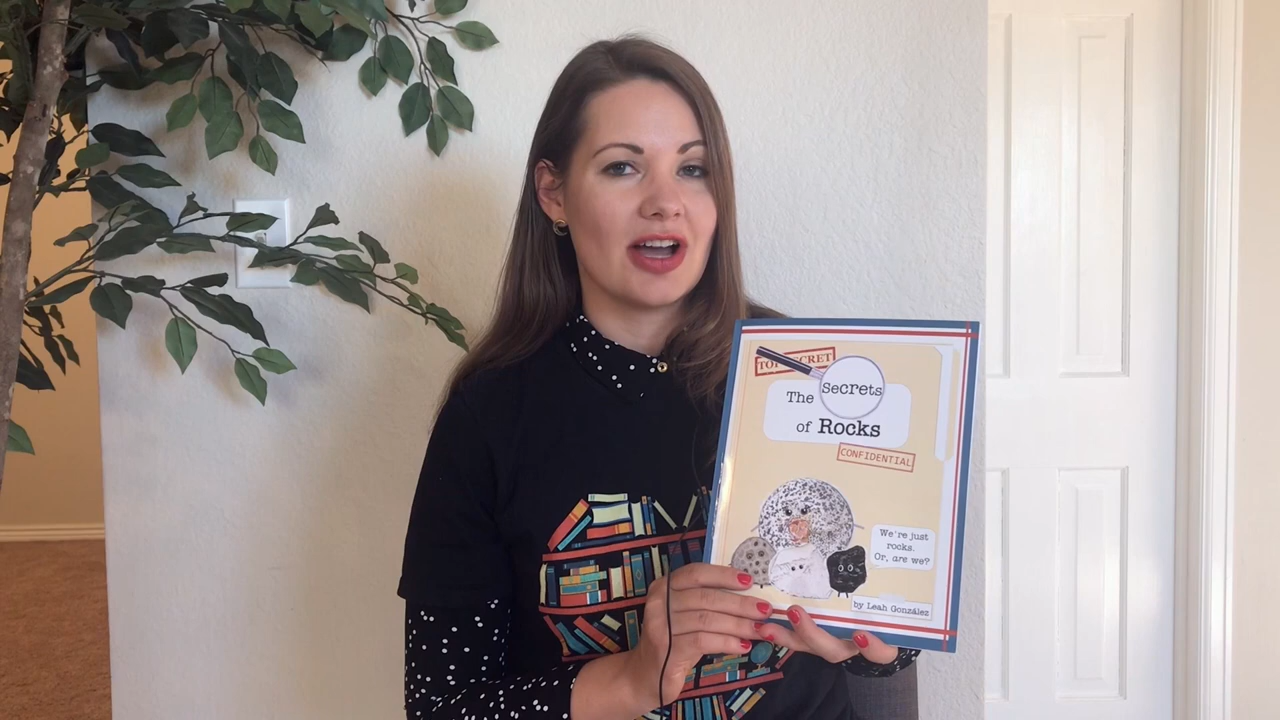 TOP SECRET
The secrets
of Rocks
CONFIDENTIAL
We're just
rocks.
Or, are we?
by Leah González